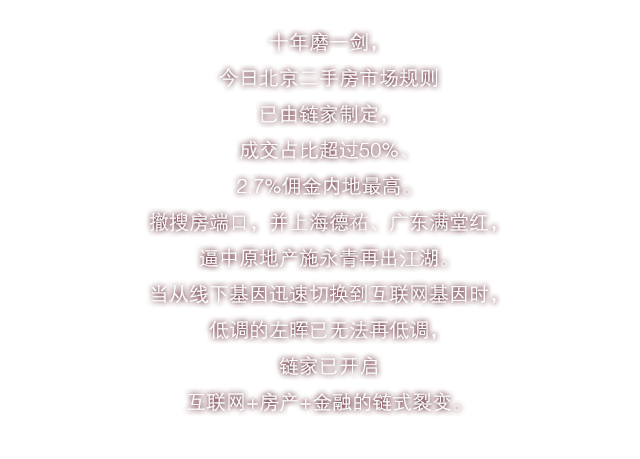 十年磨一剑，
今日北京二手房市场规则
已由链家制定，
成交占比超过50%、
2.7%佣金内地最高。
撤搜房端口，并上海德祐、广东满堂红，
逼中原地产施永青再出江湖。
当从线下基因迅速切换到互联网基因时，
低调的左晖已无法再低调，
链家已开启
互联网+房产+金融的链式裂变。